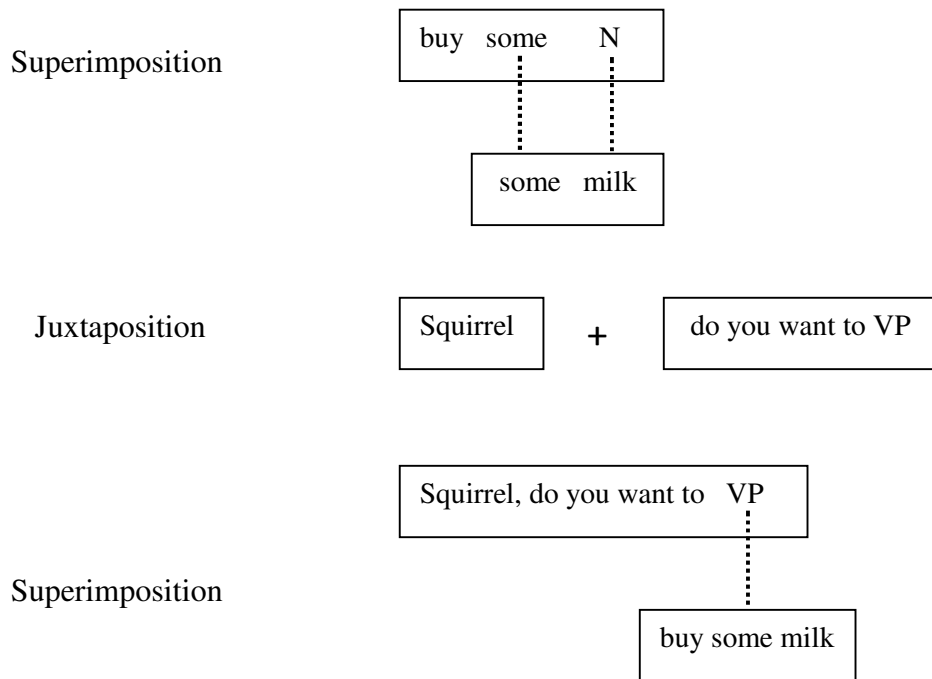 buy some N
Superimposition
some milk
Juxtaposition
Squirrel + do you want to VP
Squirrel, do you want to VP
Superimposition
buy some milk